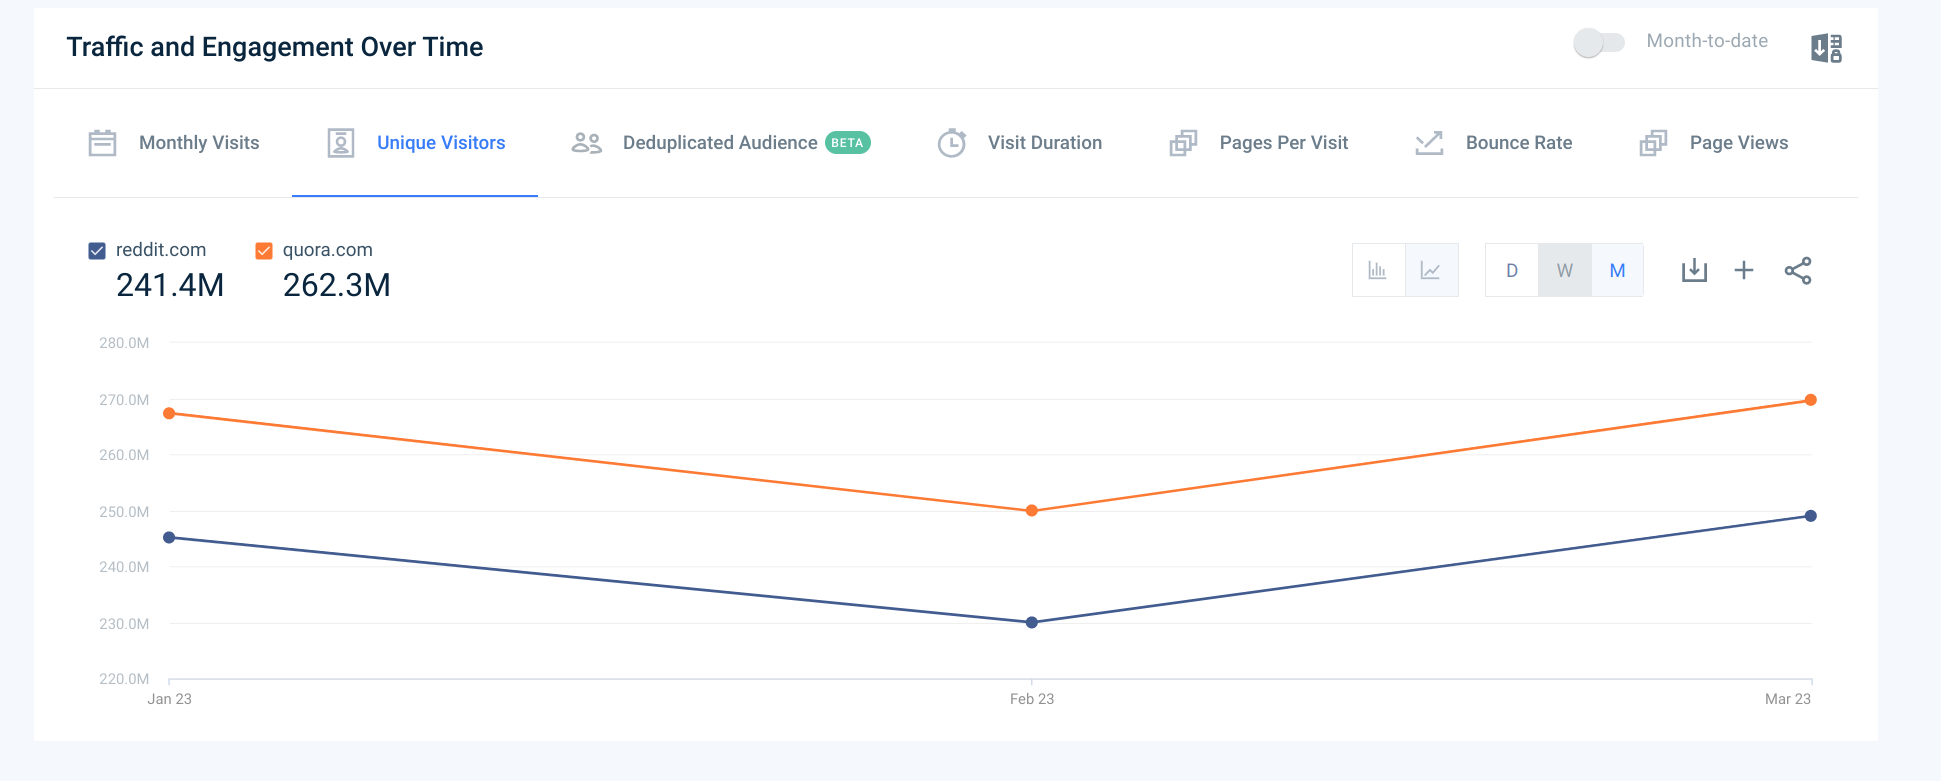 Traffic and Engagement Over Time
Month-to-date
Monthly Visits
Unique Visitors
Deduplicated Audience BETA
Visit Duration
Pages Per Visit
Bounce Rate
Page Views
reddit.com
241.4M
quora.com
262.3M
D W M
280.0M
270.0M
260.0M
250.0M
240.0M
230.0M
220.0M
Jan 23
Feb 23
Mar 23